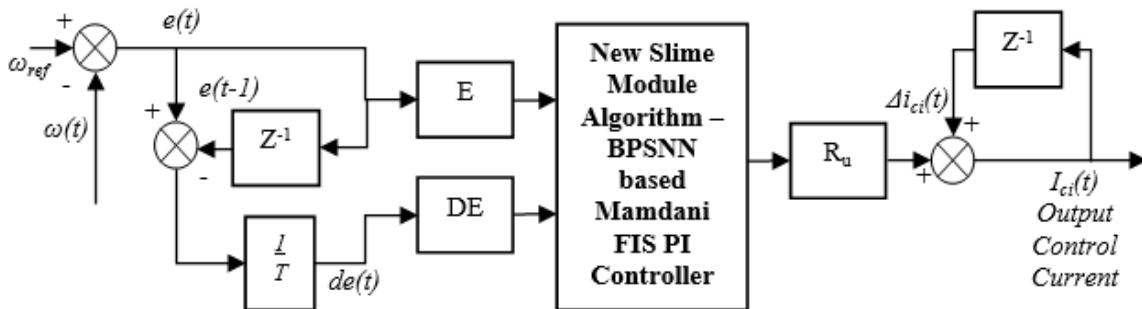 +
e(t)
ω_ref
-
ω(t)
+
e(t-1)
-
Z⁻¹
1
T
de(t)
E
DE
New Slime
Module
Algorithm –
BPSNN
based
Mamdani
FIS PI
Controller
R_u
Z⁻¹
Δi_ci(t)
+
+
I_ci(t)
Output
Control
Current